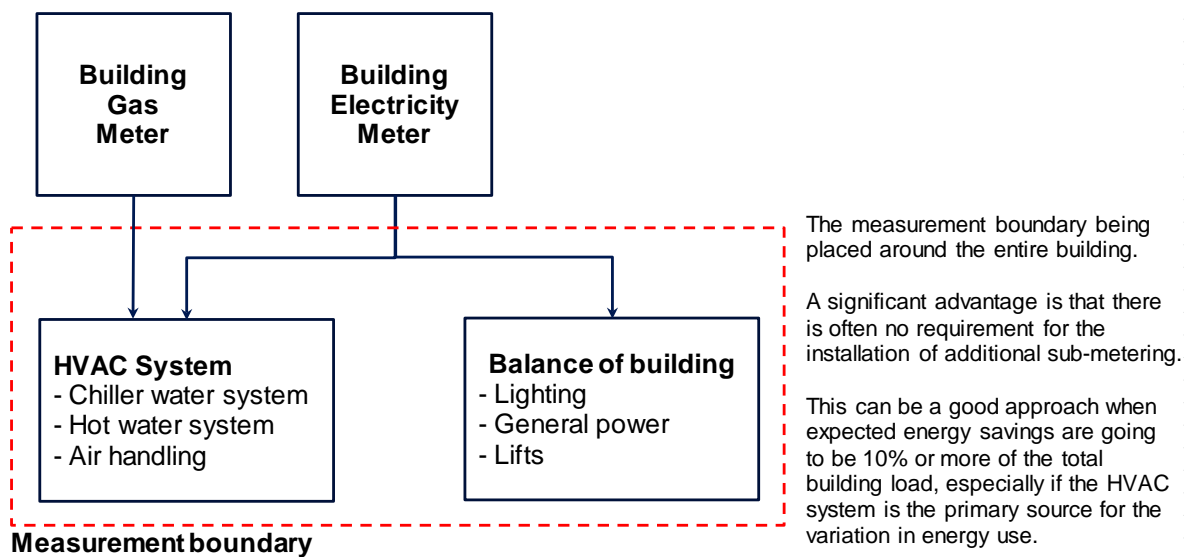 Building
Gas
Meter
Building
Electricity
Meter
HVAC System
- Chiller water system
- Hot water system
- Air handling
Balance of building
- Lighting
- General power
- Lifts
Measurement boundary
The measurement boundary being
placed around the entire building.
A significant advantage is that there
is often no requirement for the
installation of additional sub-metering.
This can be a good approach when
expected energy savings are going
to be 10% or more of the total
building load, especially if the HVAC
system is the primary source for the
variation in energy use.